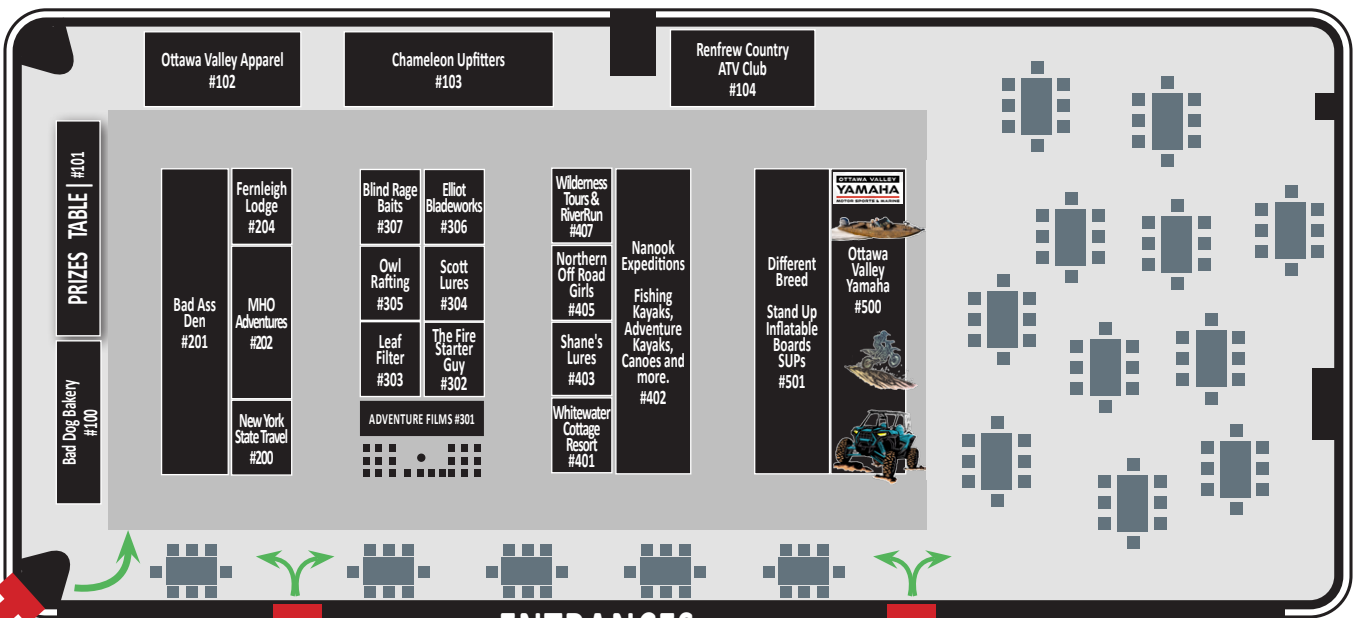 Ottawa Valley Apparel
#102
Chameleon Upfitters
#103
Renfrew Country
ATV Club
#104
PRIZES TABLE | #101
Bad Dog Bakery
#100
Bad Ass
Den
#201
Fernleigh
Lodge
#204
MHO
Adventures
#202
New York
State Travel
#200
Blind Rage
Baits
#307
Elliot
Bladeworks
#306
Owl
Rafting
#305
Scott
Lures
#304
Leaf
Filter
#303
The Fire
Starter
Guy
#302
ADVENTURE FILMS #301
Wilderness
Tours &
RiverRun
#407
Northern
Off Road
Girls
#405
Shane's
Lures
#403
Whitewater
Cottage
Resort
#401
Nanook
Expeditions
Fishing
Kayaks,
Adventure
Kayaks,
Canoes and
more.
#402
Different
Breed
Stand Up
Inflatable
Boards
SUPs
#501
OTTAWA VALLEY
YAMAHA
MOTOR SPORTS & MARINE
Ottawa
Valley
Yamaha
#500
ENTRANCES